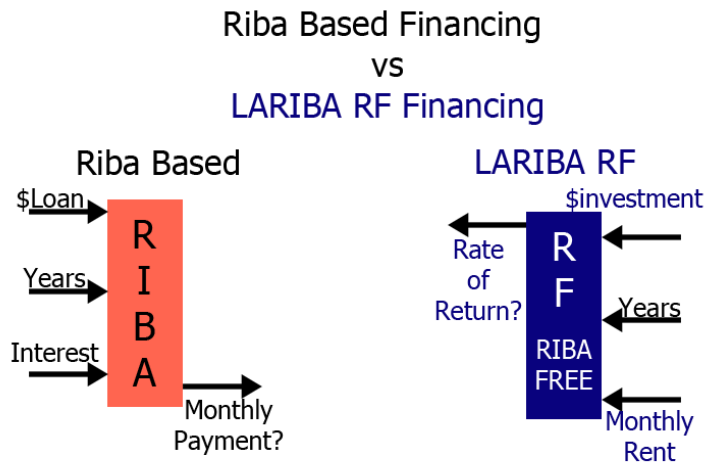 Riba Based Financing
vs
LARIBA RF Financing
Riba Based
$Loan
Years
Interest
R
I
B
A
Monthly
Payment?
LARIBA RF
$investment
Rate
of
Return?
R
F
RIBA
FREE
Years
Monthly
Rent